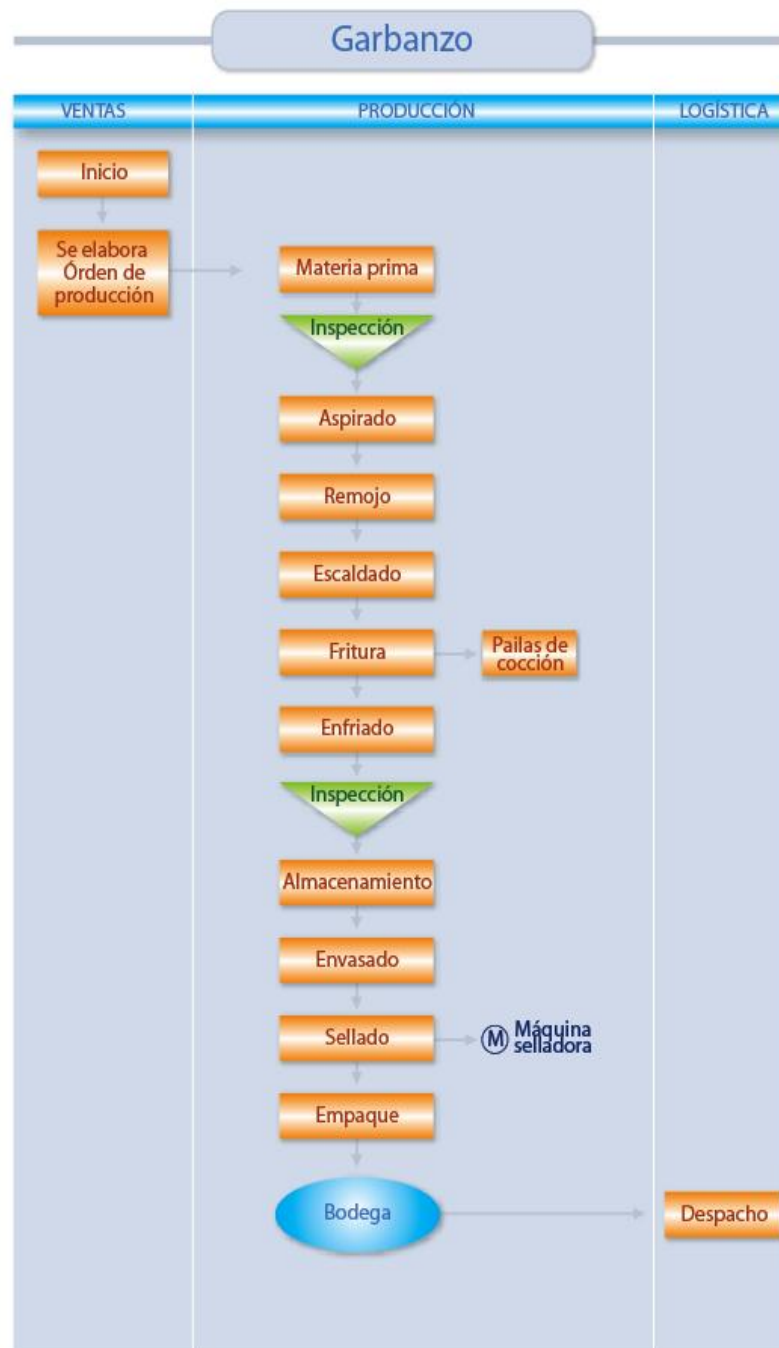 Garbanzo
VENTAS
PRODUCCIÓN
LOGÍSTICA
Inicio
Se elabora
Órden de
producción
Materia prima
Inspección
Aspirado
Remojo
Escaldado
Fritura
Pailas de
cocción
Enfriado
Inspección
Almacenamiento
Envasado
Sellado
M Máquina
selladora
Empaque
Bodega
Despacho